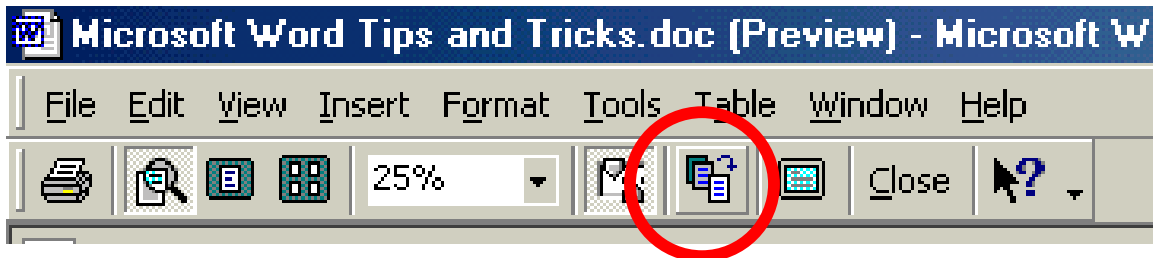 Microsoft Word Tips and Tricks.doc (Preview) - Microsoft W
File Edit View Insert Format Tools Table Window Help
25% Close